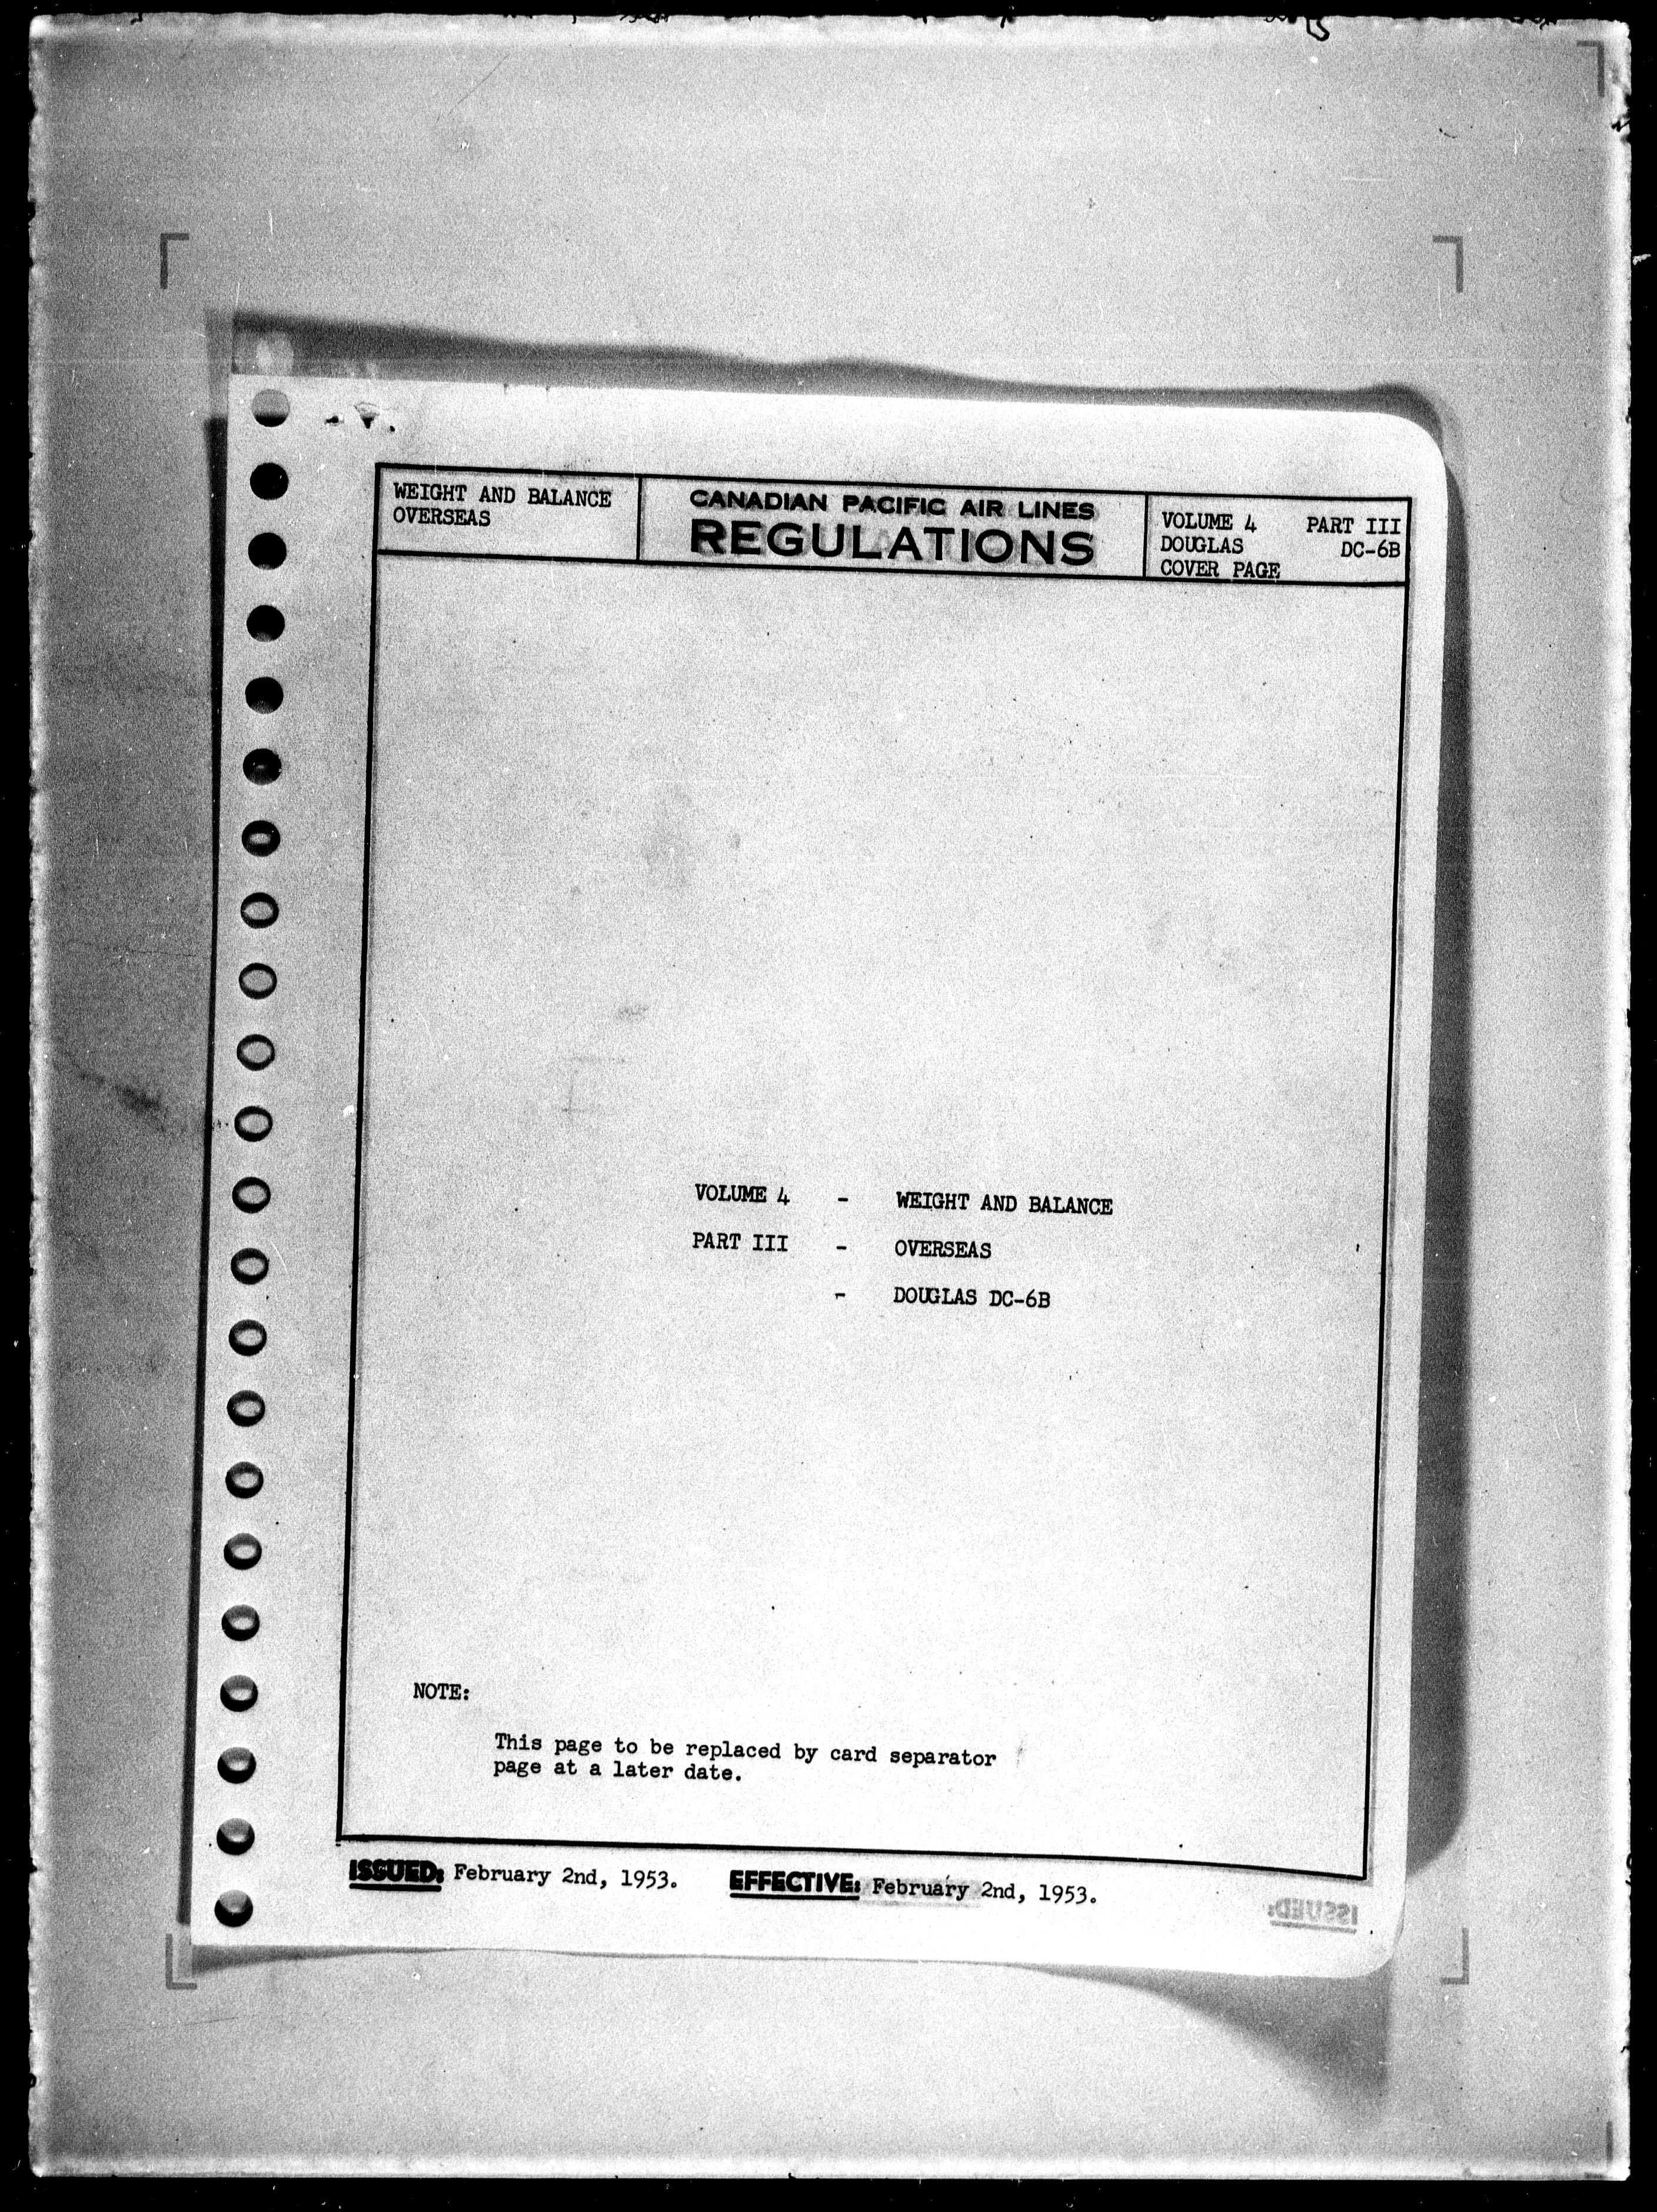 WEIGHT AND BALANCE
OVERSEAS
CANADIAN PACIFIC AIR LINES
REGULATIONS
VOLUME 4 PART III
DOUGLAS DC-6B
COVER PAGE
VOLUME 4 - WEIGHT AND BALANCE
PART III - OVERSEAS
- DOUGLAS DC-6B
NOTE:
This page to be replaced by card separator
page at a later date.
ISSUED: February 2nd, 1953. EFFECTIVE: February 2nd, 1953.
ISSUED: